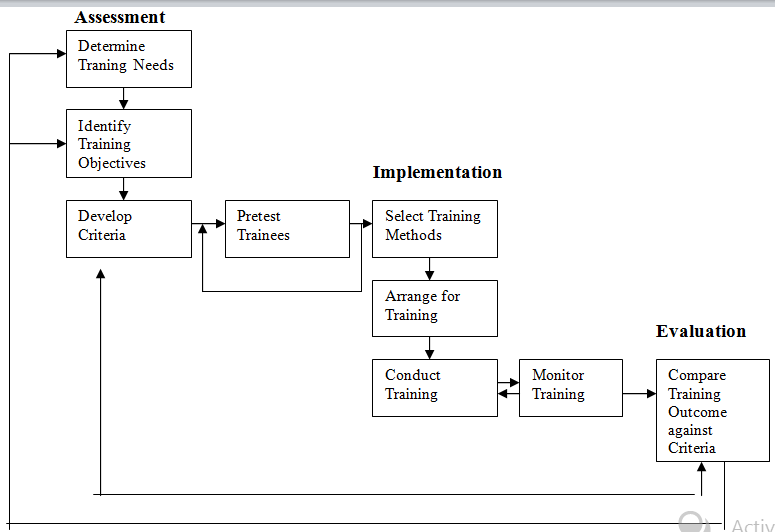 Assessment
Determine
Traning Needs
Identify
Training
Objectives
Implementation
Develop
Criteria
Pretest
Trainees
Select Training
Methods
Arrange for
Training
Evaluation
Conduct
Training
Monitor
Training
Compare
Training
Outcome
against
Criteria
Activ